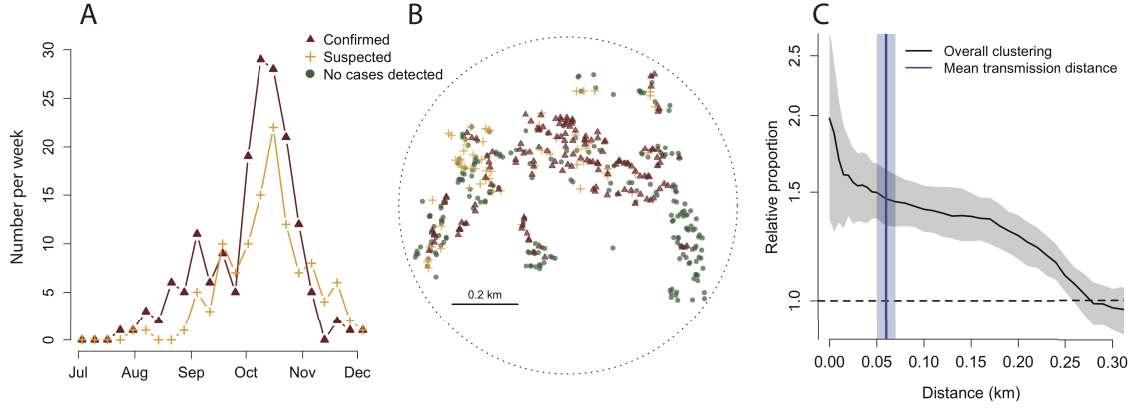 A
B
C
Confirmed
Suspected
No cases detected
Number per week
30
25
20
15
10
5
0
Jul
Aug
Sep
Oct
Nov
Dec
0.2 km
Overall clustering
Mean transmission distance
Relative proportion
2.5
2.0
1.5
1.0
0.00
0.05
0.10
0.15
0.20
0.25
0.30
Distance (km)